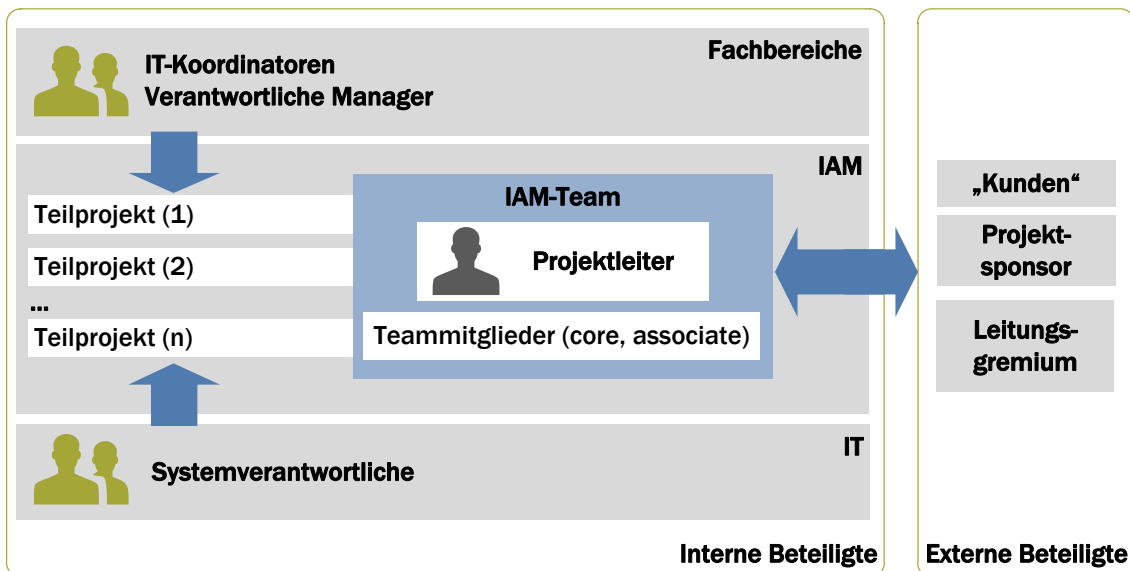 Fachbereiche
IT-Koordinatoren
Verantwortliche Manager
IAM
Teilprojekt (1)
Teilprojekt (2)
...
Teilprojekt (n)
IAM-Team
Projektleiter
Teammitglieder (core, associate)
IT
Systemverantwortliche
Interne Beteiligte
„Kunden“
Projekt-
sponsor
Leitungs-
gremium
Externe Beteiligte